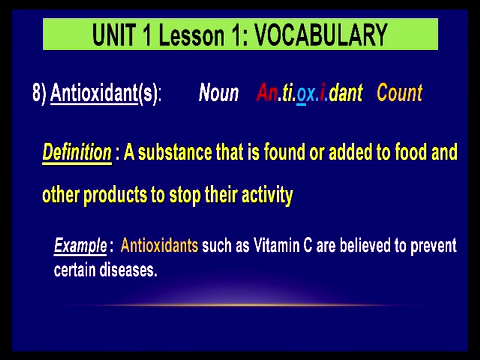 UNIT 1 Lesson 1: VOCABULARY
8) Antioxidant(s): Noun An.ti.ox.i.dant Count
Definition : A substance that is found or added to food and
other products to stop their activity
Example : Antioxidants such as Vitamin C are believed to prevent
certain diseases.